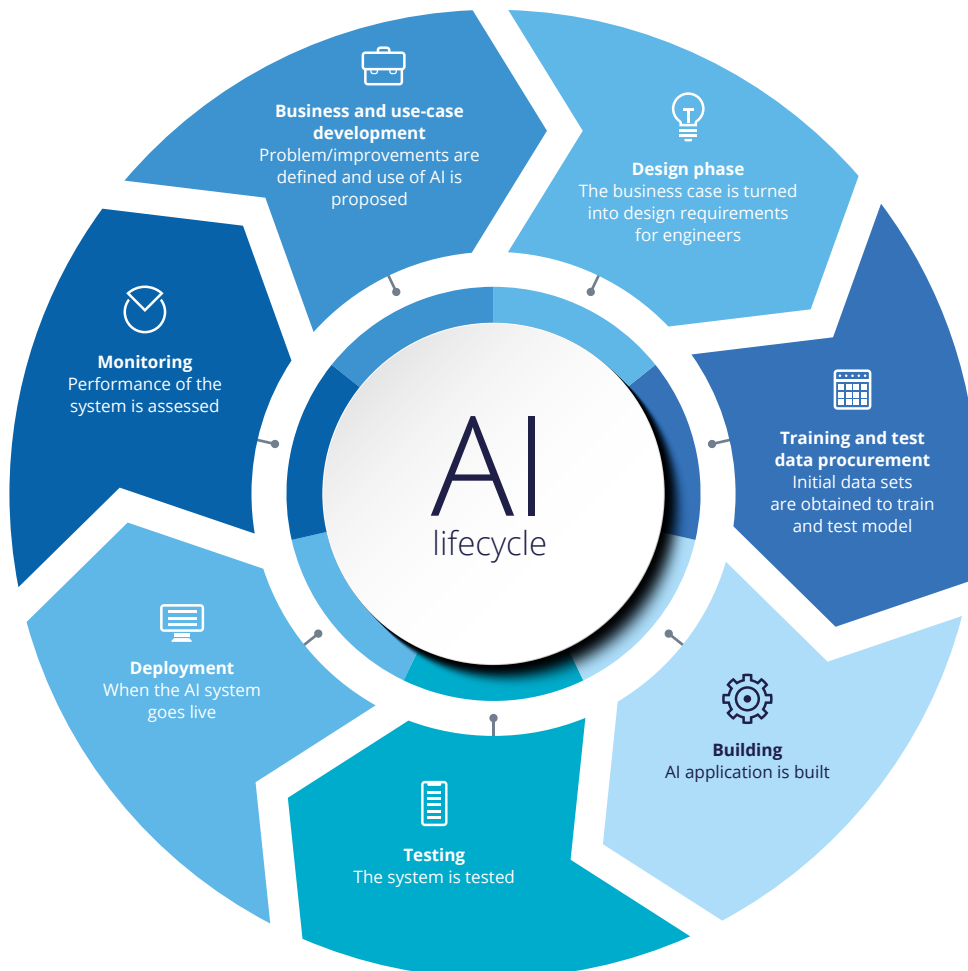 Business and use-case
development
Problem/improvements are
defined and use of AI is
proposed
Design phase
The business case is turned
into design requirements
for engineers
Training and test
data procurement
Initial data sets
are obtained to train
and test model
Building
AI application is built
Testing
The system is tested
Deployment
When the AI system
goes live
Monitoring
Performance of the
system is assessed
AI
lifecycle